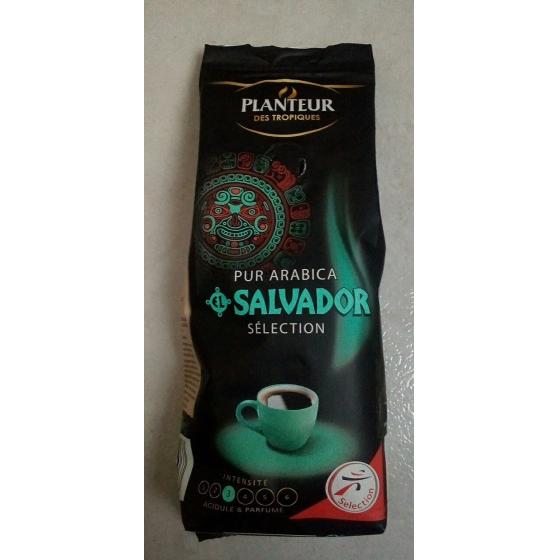 PLANTEUR
DES TROPIQUES
PUR ARABICA
EL SALVADOR
SÉLECTION
INTENSITÉ
1 2 3 4 5 6
ACIDULÉ & PARFUMÉ
Sélection